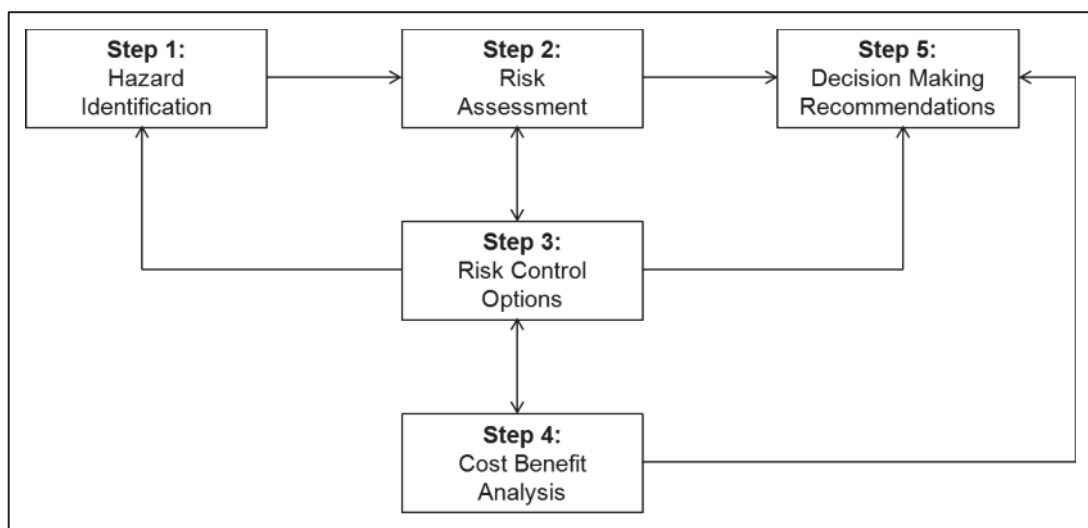 Step 1:
Hazard
Identification
Step 2:
Risk
Assessment
Step 5:
Decision Making
Recommendations
Step 3:
Risk Control
Options
Step 4:
Cost Benefit
Analysis